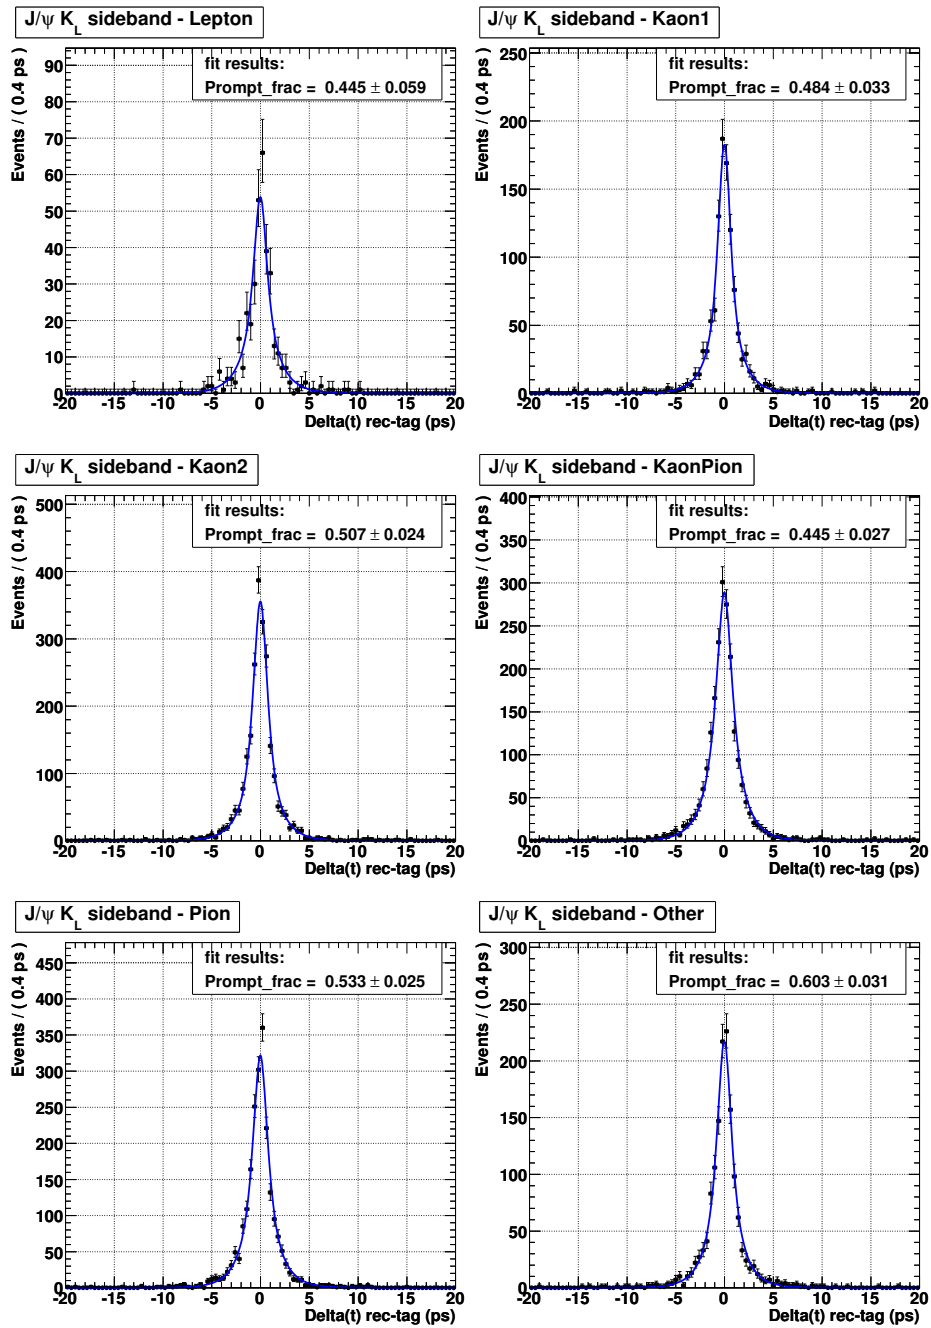 J/ψ K_L sideband - Lepton
Events / ( 0.4 ps )
90
80
70
60
50
40
30
20
10
0
fit results:
Prompt_frac = 0.445 ± 0.059
-20 -15 -10 -5 0 5 10 15 20
Delta(t) rec-tag (ps)
J/ψ K_L sideband - Kaon1
Events / ( 0.4 ps )
250
200
150
100
50
0
fit results:
Prompt_frac = 0.484 ± 0.033
-20 -15 -10 -5 0 5 10 15 20
Delta(t) rec-tag (ps)
J/ψ K_L sideband - Kaon2
Events / ( 0.4 ps )
500
400
300
200
100
0
fit results:
Prompt_frac = 0.507 ± 0.024
-20 -15 -10 -5 0 5 10 15 20
Delta(t) rec-tag (ps)
J/ψ K_L sideband - KaonPion
Events / ( 0.4 ps )
400
350
300
250
200
150
100
50
0
fit results:
Prompt_frac = 0.445 ± 0.027
-20 -15 -10 -5 0 5 10 15 20
Delta(t) rec-tag (ps)
J/ψ K_L sideband - Pion
Events / ( 0.4 ps )
450
400
350
300
250
200
150
100
50
0
fit results:
Prompt_frac = 0.533 ± 0.025
-20 -15 -10 -5 0 5 10 15 20
Delta(t) rec-tag (ps)
J/ψ K_L sideband - Other
Events / ( 0.4 ps )
300
250
200
150
100
50
0
fit results:
Prompt_frac = 0.603 ± 0.031
-20 -15 -10 -5 0 5 10 15 20
Delta(t) rec-tag (ps)